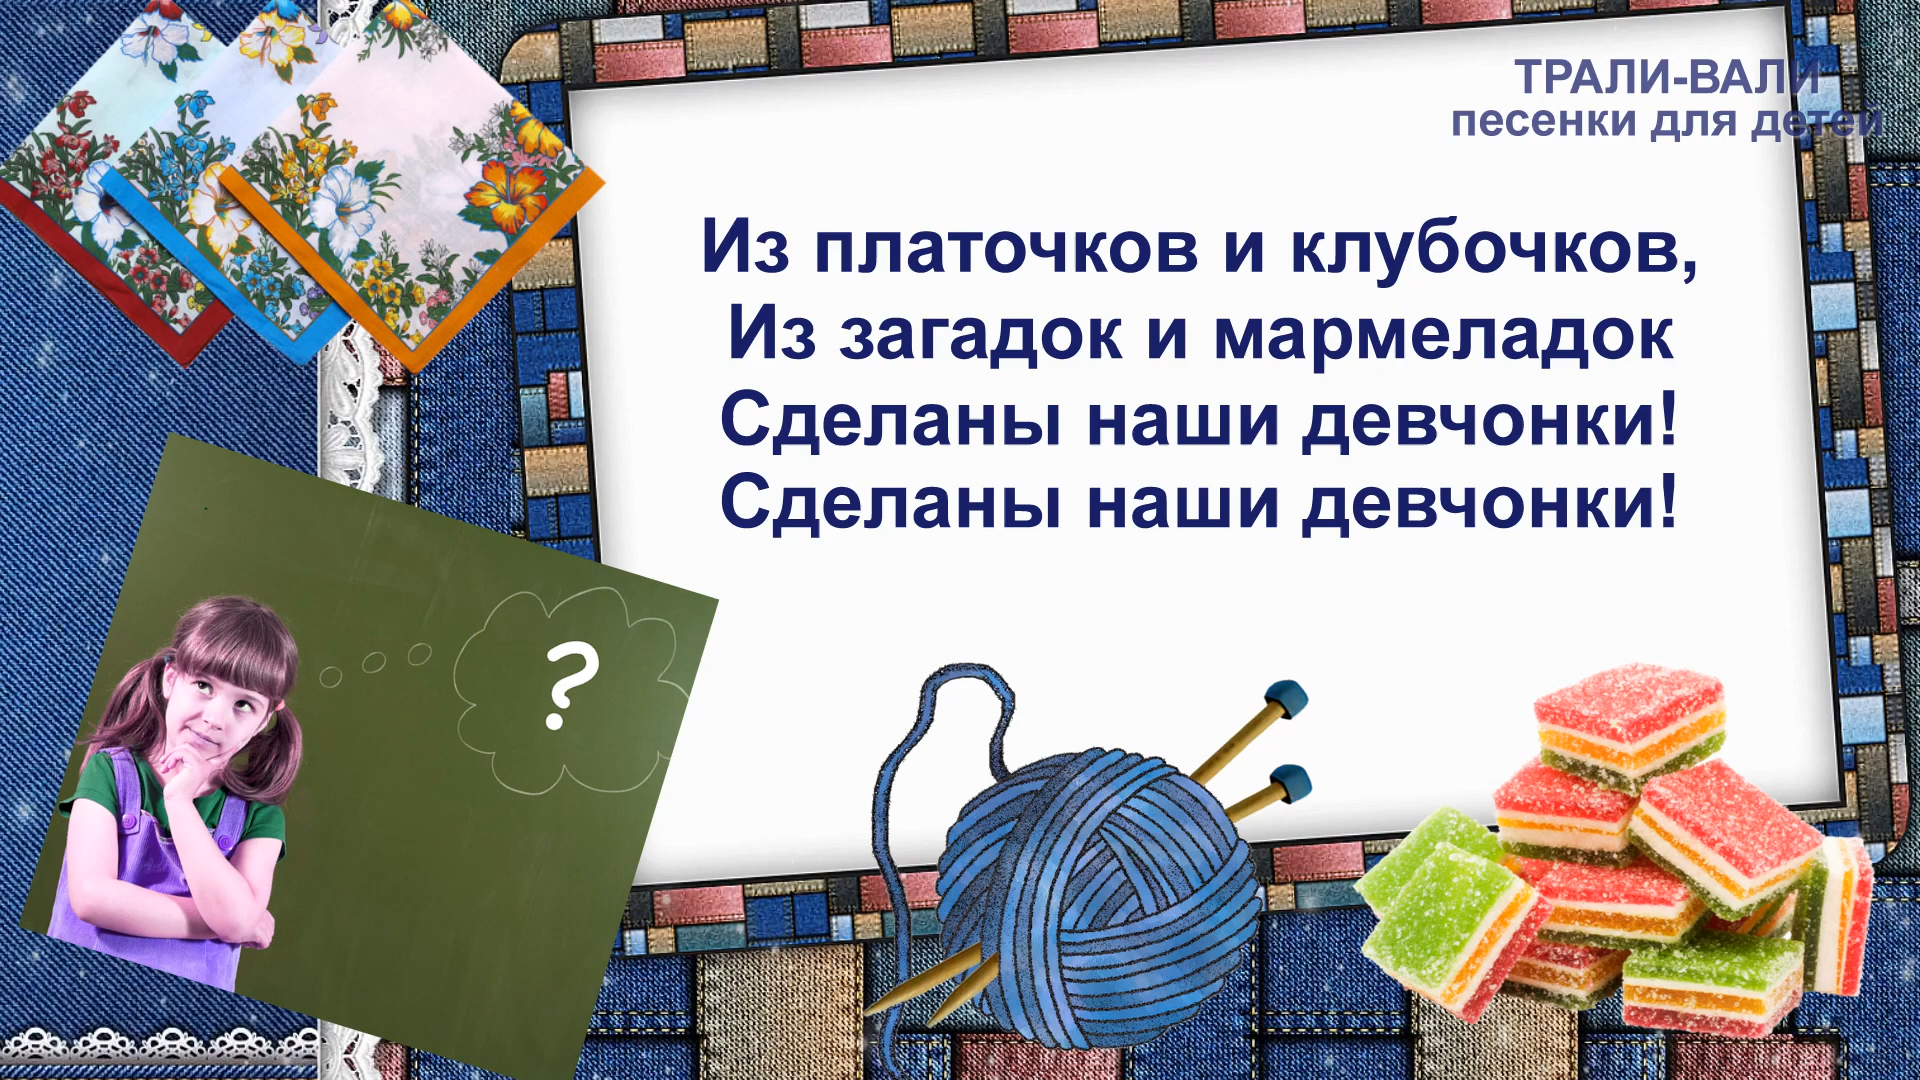 ТРАЛИ-ВАЛИ
песенки для детей
Из платочков и клубочков,
Из загадок и мармеладок
Сделаны наши девчонки!
Сделаны наши девчонки!
?